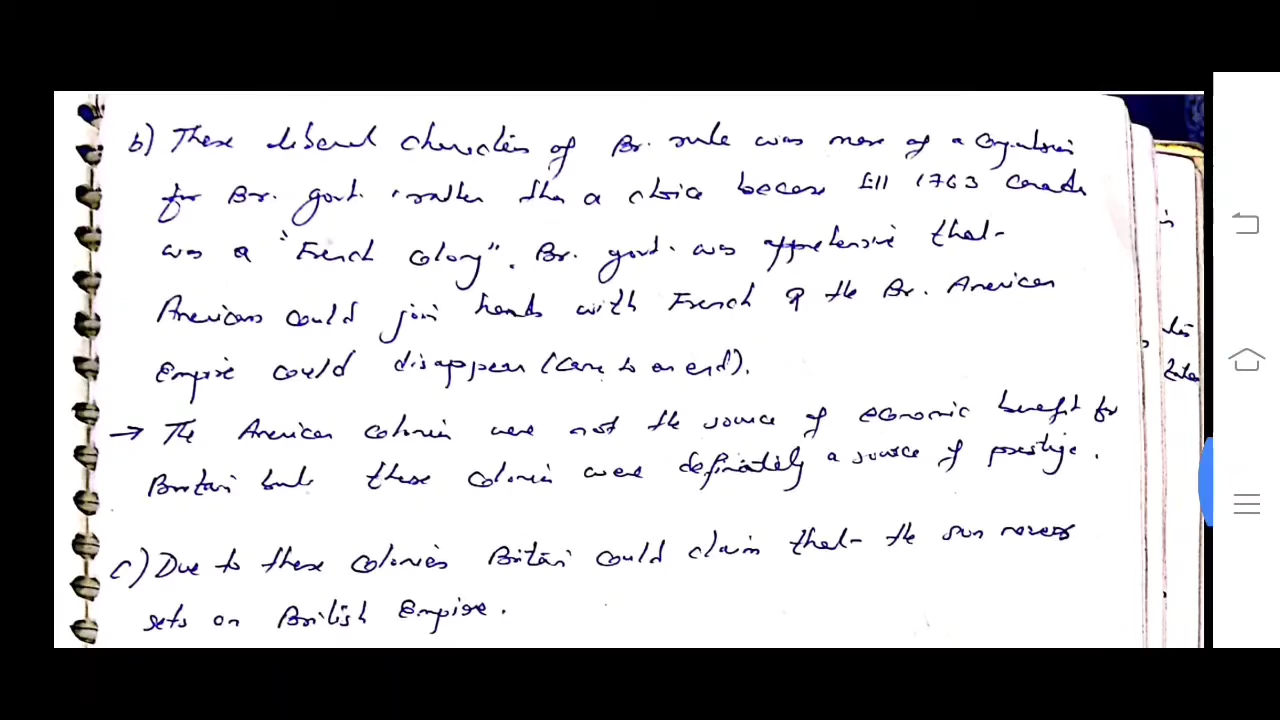 b) These liberal characters of Br. rule was more of a compulsion
for Br. govt. rather than a choice because till 1763 Canada
was a "French colony". Br. govt. was apprehensive that
Americans could join hands with French & the Br. American
Empire could disappear (came to an end).
→ The American colonies were not the source of economic benefit for
Britain but these colonies were definately a source of prestige.
c) Due to these colonies Britain could claim that the sun never
sets on British Empire.